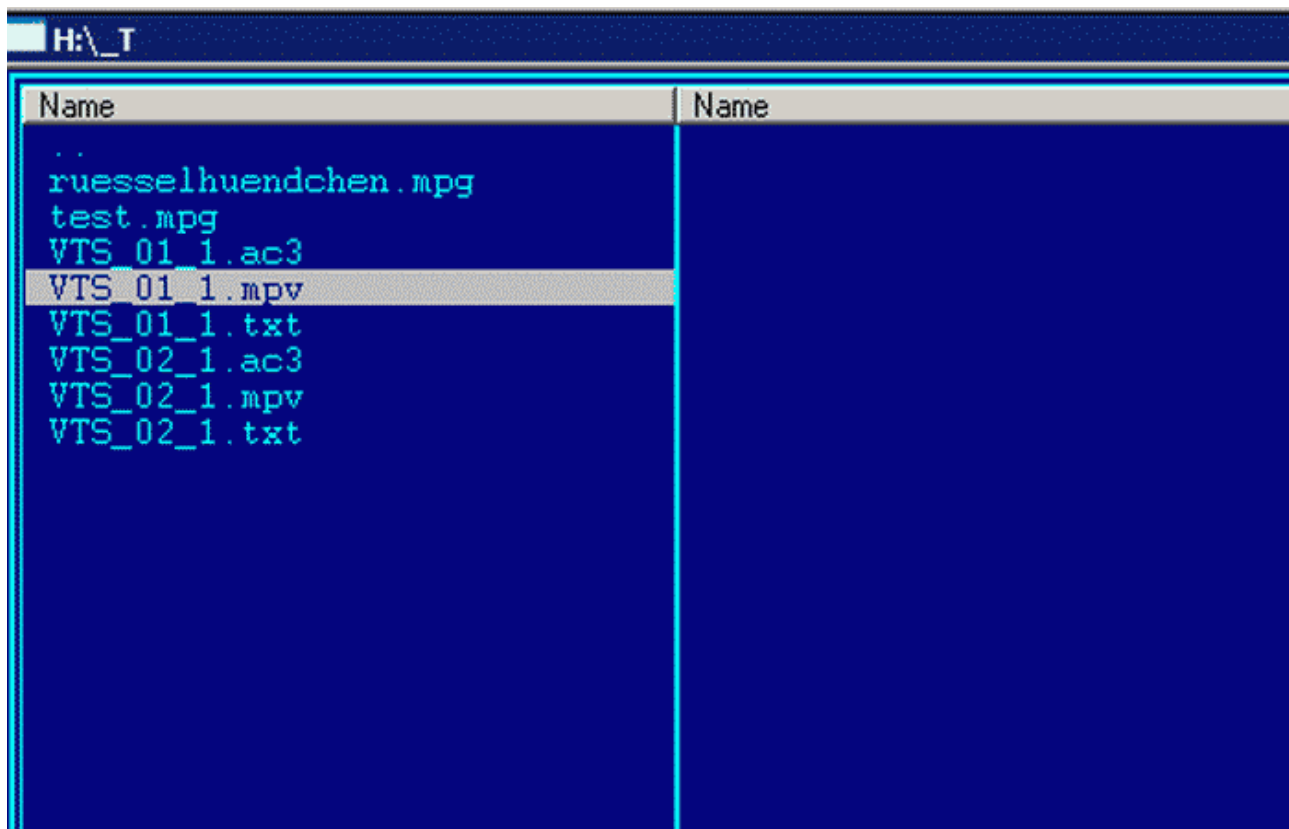 H:\_T
Name Name
..
ruesselhuendchen.mpg
test.mpg
VTS_01_1.ac3
VTS_01_1.mpv
VTS_01_1.txt
VTS_02_1.ac3
VTS_02_1.mpv
VTS_02_1.txt